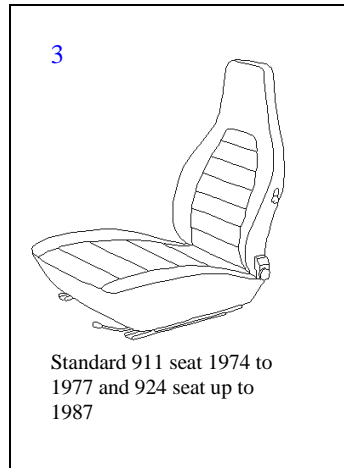 3
Standard 911 seat 1974 to
1977 and 924 seat up to
1987